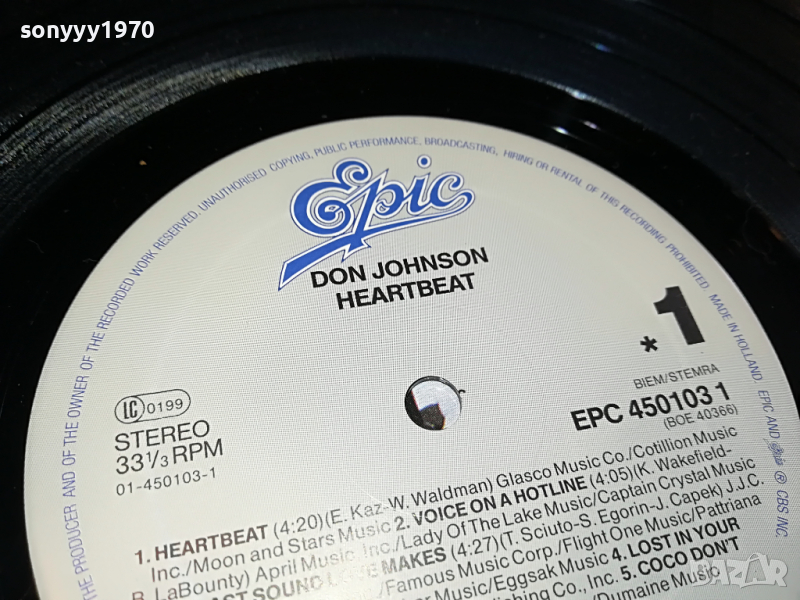 sonyyy1970
THE PRODUCER AND OF THE OWNER OF THE RECORDED WORK RESERVED. UNAUTHORISED COPYING, PUBLIC PERFORMANCE, BROADCASTING, HIRING OR RENTAL OF THIS RECORDING PROHIBITED. MADE IN HOLLAND. EPIC AND Epic ® CBS INC.
Epic
DON JOHNSON
HEARTBEAT
*1
LC 0199
STEREO
33 1/3 RPM
01-450103-1
BIEM/STEMRA
EPC 450103 1
(BOE 40366)
1. HEARTBEAT (4:20)(E. Kaz-W. Waldman) Glasco Music Co./Cotillion Music
Inc./Moon and Stars Music 2. VOICE ON A HOTLINE (4:05)(K. Wakefield-
LaBounty) April Music, Inc./Lady Of The Lake Music/Captain Crystal Music
MAKES (4:27)(T. Sciuto-S. Egorin-J. Capek) J.J.C.
/Famous Music Corp./Flight One Music/Pattriana
Music/Eggsak Music 4. LOST IN YOUR
Co., Inc. 5. COCO DON'T
/Dumaine Music
BAZAR